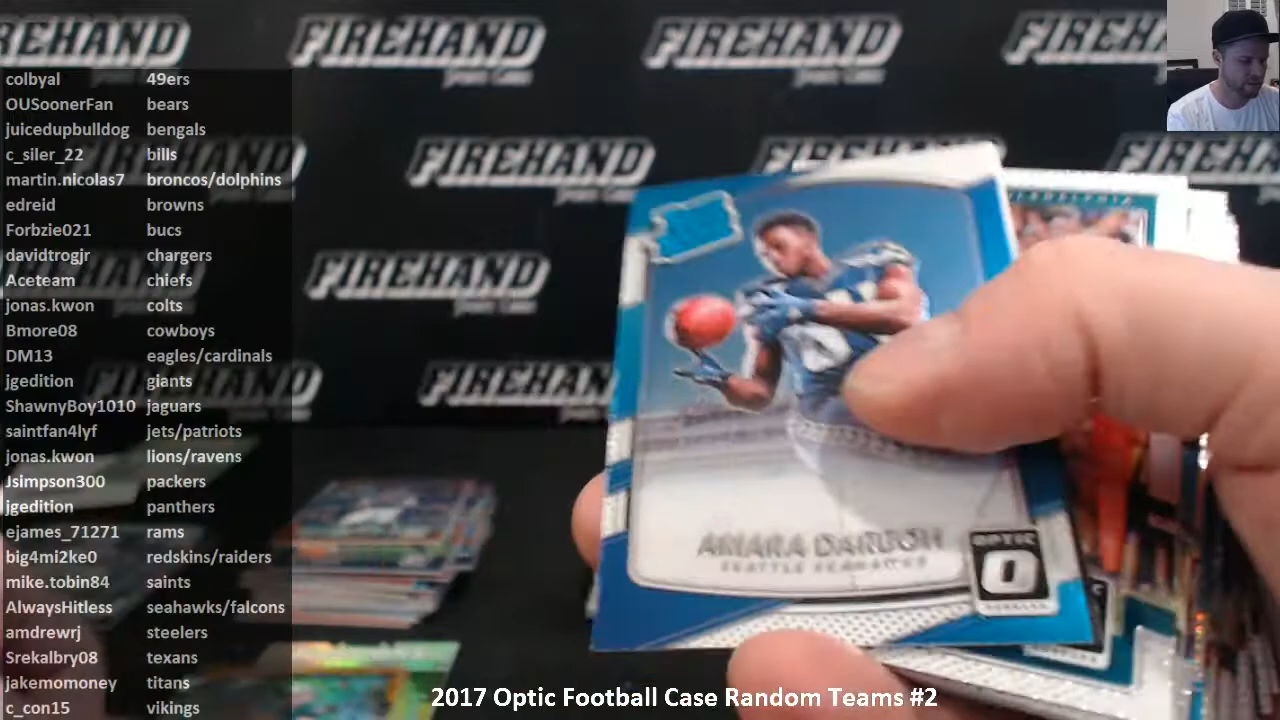 FIREHAND FIREHAND FIREHAND FIREHAND
FIREHAND FIREHAND
FIREHAND
FIREHAND
colbyal 49ers
OUSoonerFan bears
juicedupbulldog bengals
c_siler_22 bills
martin.nicolas7 broncos/dolphins
edreid browns
Forbzie021 bucs
davidtrogjr chargers
Aceteam chiefs
jonas.kwon colts
Bmore08 cowboys
DM13 eagles/cardinals
jgedition giants
ShawnyBoy1010 jaguars
saintfan4lyf jets/patriots
jonas.kwon lions/ravens
Jsimpson300 packers
jgedition panthers
ejames_71271 rams
big4mi2ke0 redskins/raiders
mike.tobin84 saints
AlwaysHitless seahawks/falcons
amdrewrj steelers
Srekalbry08 texans
jakemomoney titans
c_con15 vikings
AMARA DARBOH
SEATTLE SEAHAWKS
OPTIC
2017 Optic Football Case Random Teams #2